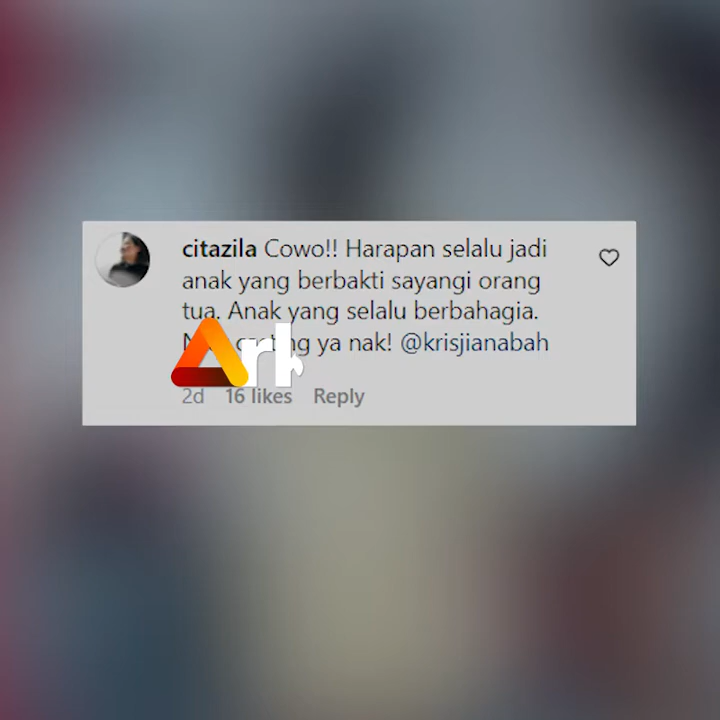 citazila Cowo!! Harapan selalu jadi
anak yang berbakti sayangi orang
tua. Anak yang selalu berbahagia.
ya nak! @krisjianabah
Ark
2d 16 likes Reply